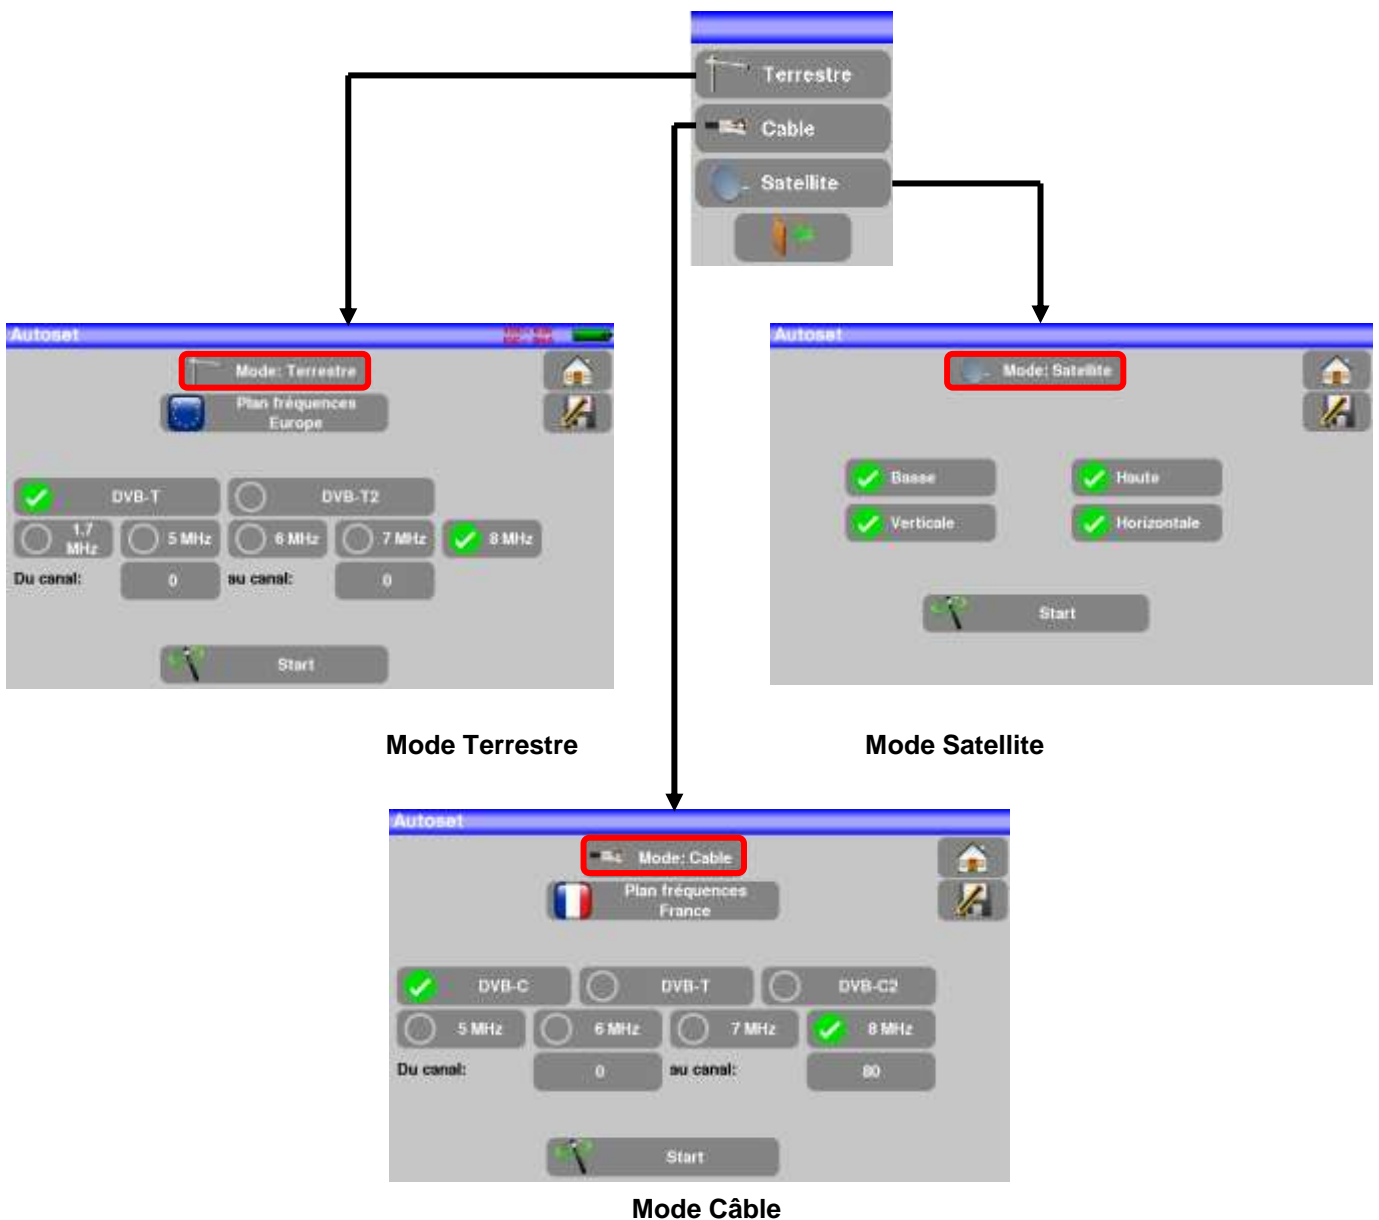 Terrestre
Cable
Satellite
Autoset
Mode: Terrestre
Plan fréquences
Europe
DVB-T
DVB-T2
1,7
MHz
5 MHz
6 MHz
7 MHz
8 MHz
Du canal:
0
au canal:
0
Start
Autoset
Mode: Satellite
Basse
Haute
Verticale
Horizontale
Start
Mode Terrestre
Mode Satellite
Autoset
Mode: Cable
Plan fréquences
France
DVB-C
DVB-T
DVB-C2
5 MHz
6 MHz
7 MHz
8 MHz
Du canal:
0
au canal:
80
Start
Mode Câble